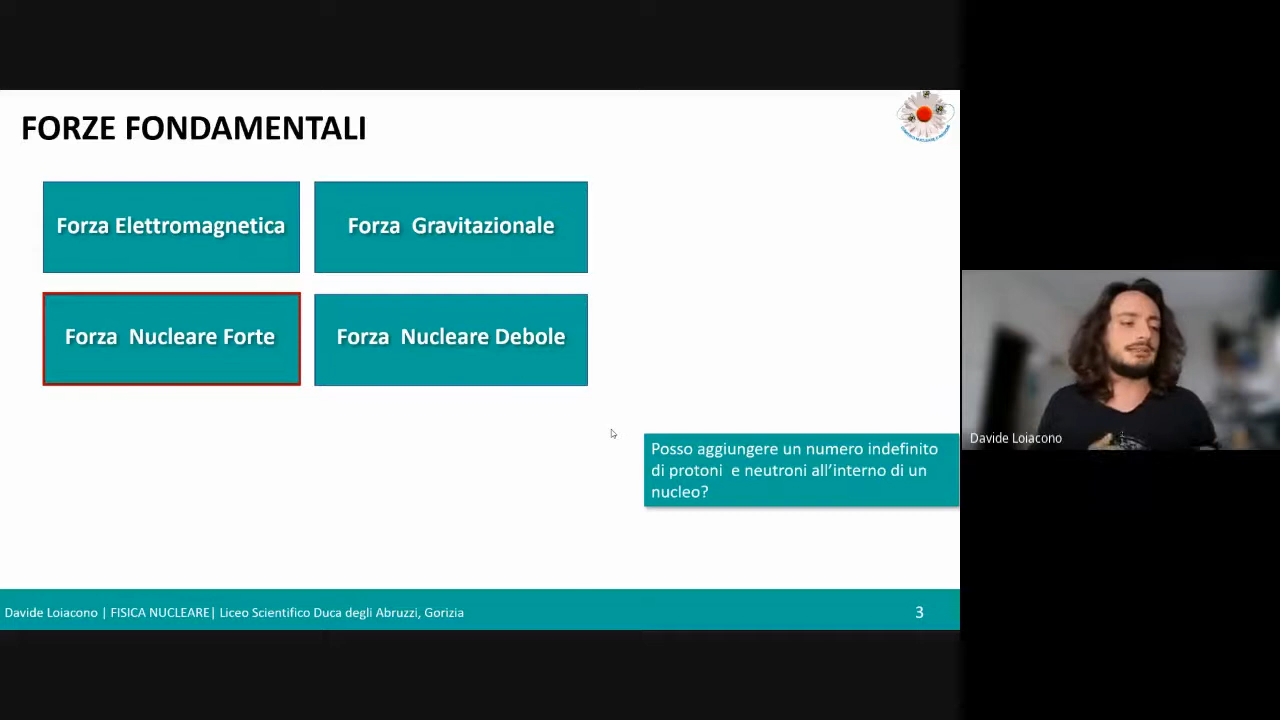 FORZE FONDAMENTALI
Forza Elettromagnetica
Forza Gravitazionale
Forza Nucleare Forte
Forza Nucleare Debole
Posso aggiungere un numero indefinito
di protoni e neutroni all’interno di un
nucleo?
Davide Loiacono
Davide Loiacono | FISICA NUCLEARE| Liceo Scientifico Duca degli Abruzzi, Gorizia
3